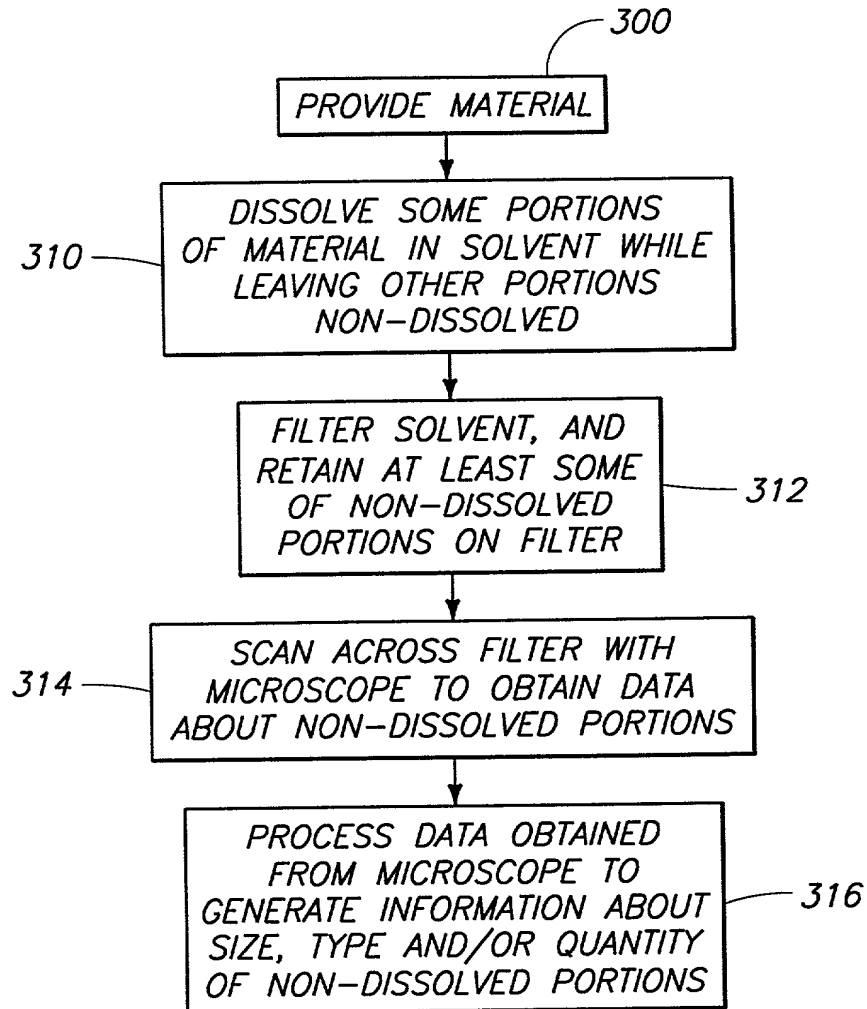 300
PROVIDE MATERIAL
DISSOLVE SOME PORTIONS
OF MATERIAL IN SOLVENT WHILE
LEAVING OTHER PORTIONS
NON-DISSOLVED
310
FILTER SOLVENT, AND
RETAIN AT LEAST SOME
OF NON-DISSOLVED
PORTIONS ON FILTER
312
SCAN ACROSS FILTER WITH
MICROSCOPE TO OBTAIN DATA
ABOUT NON-DISSOLVED PORTIONS
314
PROCESS DATA OBTAINED
FROM MICROSCOPE TO
GENERATE INFORMATION ABOUT
SIZE, TYPE AND/OR QUANTITY
OF NON-DISSOLVED PORTIONS
316